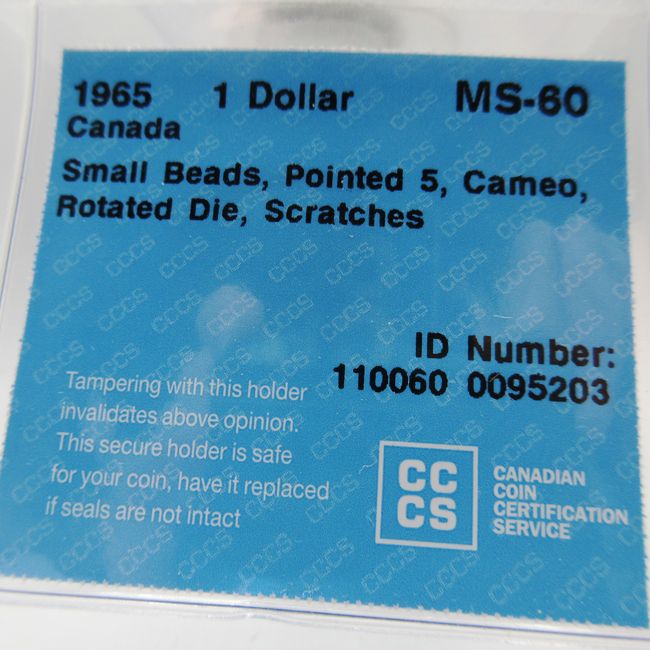 1965 1 Dollar MS-60
Canada
Small Beads, Pointed 5, Cameo,
Rotated Die, Scratches
ID Number:
110060 0095203
Tampering with this holder
invalidates above opinion.
This secure holder is safe
for your coin, have it replaced
if seals are not intact
CC
CS
CANADIAN
COIN
CERTIFICATION
SERVICE